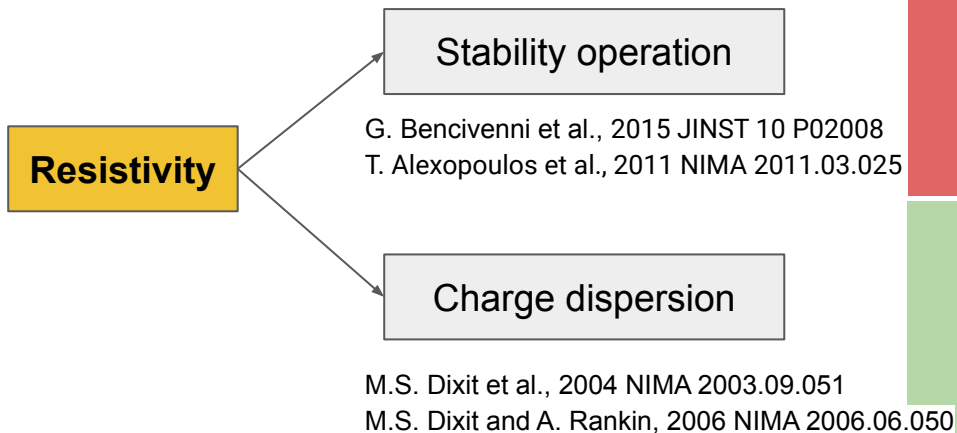 Stability operation
G. Bencivenni et al., 2015 JINST 10 P02008
T. Alexopoulos et al., 2011 NIMA 2011.03.025
Resistivity
Charge dispersion
M.S. Dixit et al., 2004 NIMA 2003.09.051
M.S. Dixit and A. Rankin, 2006 NIMA 2006.06.050